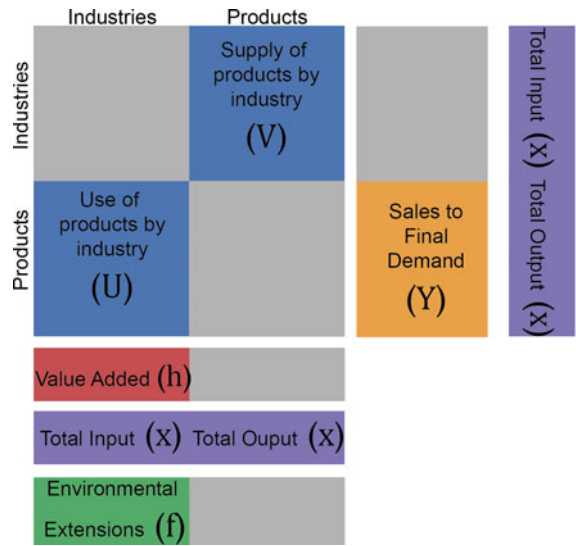 Industries Products
Industries
Supply of
products by
industry
(V)
Total Input (x)
Products
Use of
products by
industry
(U)
Sales to
Final
Demand
(Y)
Total Output (x)
Value Added (h)
Total Input (x) Total Ouput (x)
Environmental
Extensions (f)